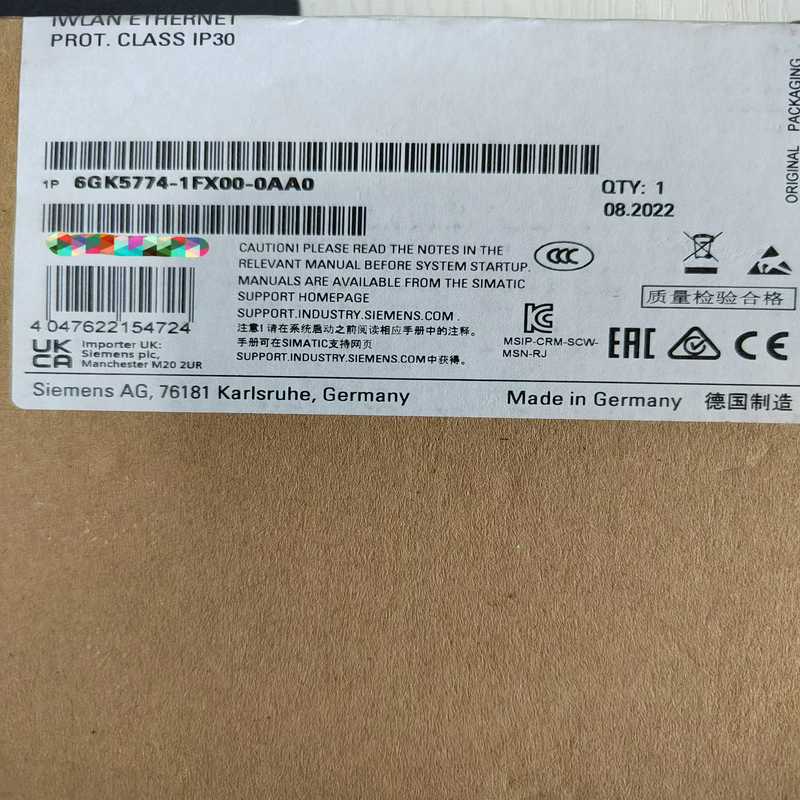 IWLAN ETHERNET
PROT. CLASS IP30
ORIGINAL PACKAGING
1P 6GK5774-1FX00-0AA0
QTY: 1
08.2022
CAUTION! PLEASE READ THE NOTES IN THE
RELEVANT MANUAL BEFORE SYSTEM STARTUP.
MANUALS ARE AVAILABLE FROM THE SIMATIC
SUPPORT HOMEPAGE
SUPPORT.INDUSTRY.SIEMENS.COM .
注意！请在系统启动之前阅读相应手册中的注释。
手册可在SIMATIC支持网页
SUPPORT.INDUSTRY.SIEMENS.COM中获得。
CCC
质量检验合格
4 047622154724
UK
CA
Importer UK:
Siemens plc,
Manchester M20 2UR
MSIP-CRM-SCW-
MSN-RJ
EAC
CE
Siemens AG, 76181 Karlsruhe, Germany
Made in Germany 德国制造